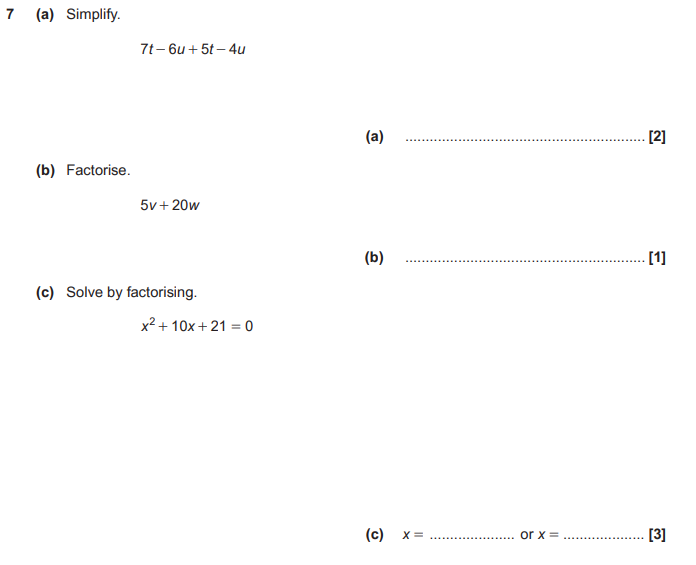 7 (a) Simplify.
7t – 6u + 5t – 4u
(a) ............................................................ [2]
(b) Factorise.
5v + 20w
(b) ............................................................ [1]
(c) Solve by factorising.
x² + 10x + 21 = 0
(c) x = ..................... or x = .................... [3]